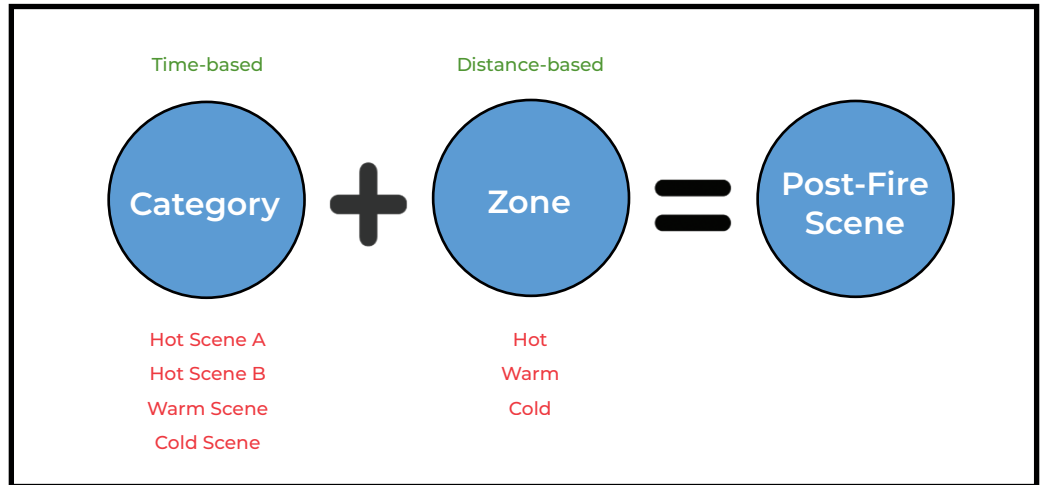 Time-based
Distance-based
Category
Zone
Post-Fire
Scene
Hot Scene A
Hot Scene B
Warm Scene
Cold Scene
Hot
Warm
Cold